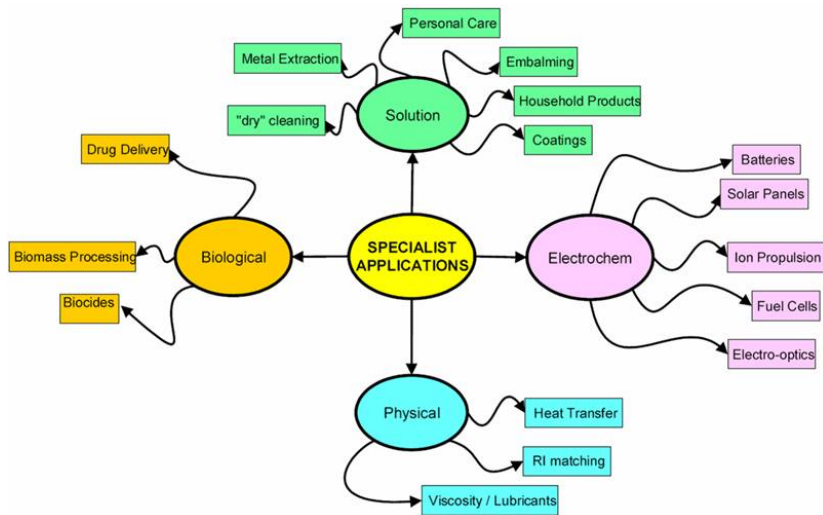 Personal Care
Metal Extraction
Embalming
Household Products
"dry" cleaning
Solution
Coatings
Drug Delivery
Batteries
Solar Panels
Biomass Processing
Biological
SPECIALIST
APPLICATIONS
Electrochem
Ion Propulsion
Biocides
Fuel Cells
Electro-optics
Physical
Heat Transfer
RI matching
Viscosity / Lubricants